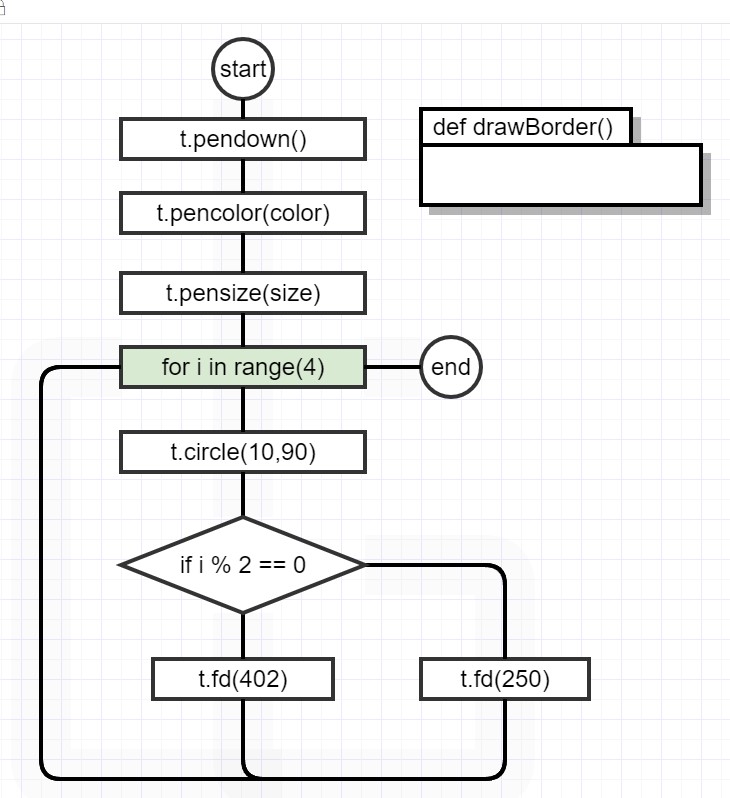 start
t.pendown()
def drawBorder()
t.pencolor(color)
t.pensize(size)
for i in range(4)
end
t.circle(10,90)
if i % 2 == 0
t.fd(402)
t.fd(250)